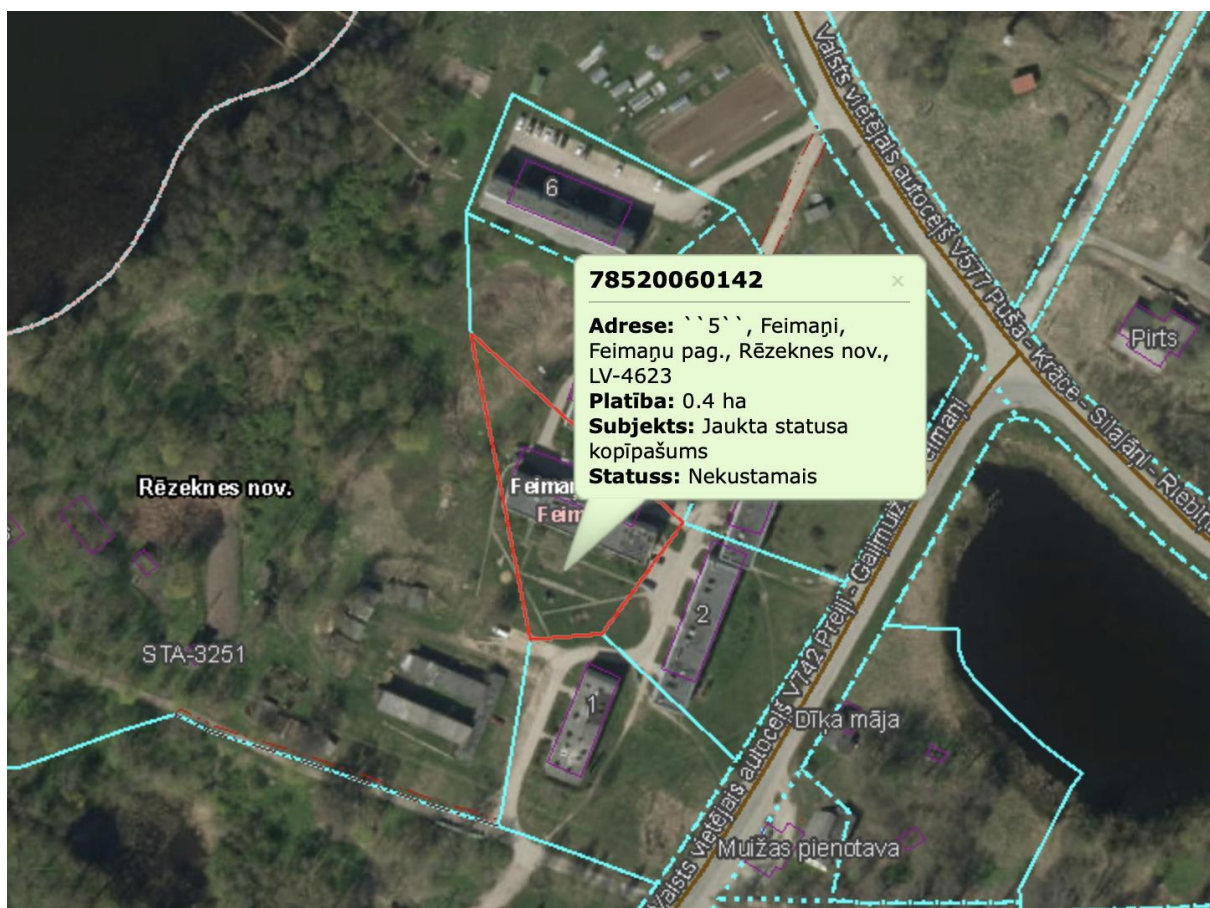 Valsts vietējais autoceļš V577 Puša - Krāce - Silajāņi - Riebiņi
6
78520060142
×
Adrese: ``5``, Feimaņi,
Feimaņu pag., Rēzeknes nov.,
LV-4623
Platība: 0.4 ha
Subjekts: Jaukta statusa
kopīpašums
Statuss: Nekustamais
Pirts
Rēzeknes nov.
2
STA-3251
1
Dīķa māja
Muižas pienotava
Valsts vietējais autoceļš V742 Preiļi - Gaiļmuiža